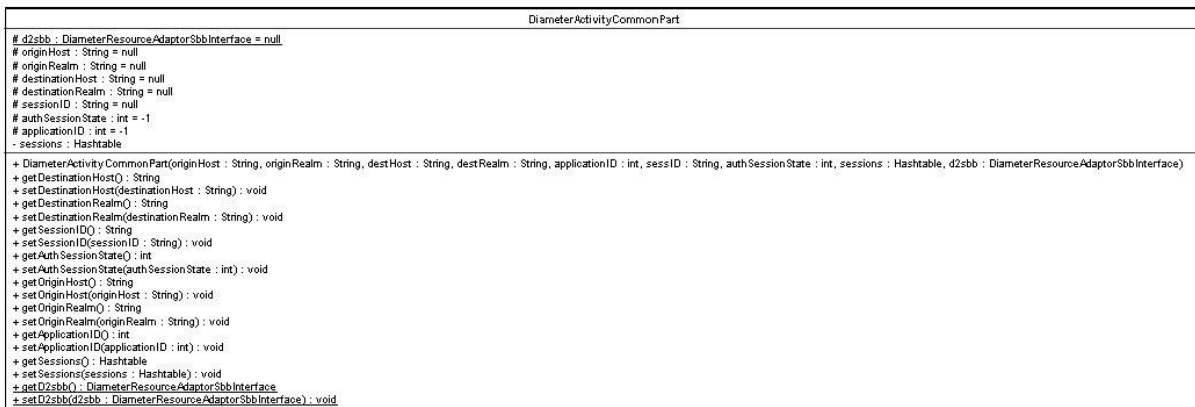 DiameterActivityCommonPart
# d2sbb : DiameterResourceAdaptorSbbInterface = null
# originHost : String = null
# originRealm : String = null
# destinationHost : String = null
# destinationRealm : String = null
# sessionID : String = null
# authSessionState : int = -1
# applicationID : int = -1
- sessions : Hashtable
+ DiameterActivityCommonPart(originHost : String, originRealm : String, destHost : String, destRealm : String, applicationID : int, sessID : String, authSessionState : int, sessions : Hashtable, d2sbb : DiameterResourceAdaptorSbbInterface)
+ getDestinationHost() : String
+ setDestinationHost(destinationHost : String) : void
+ getDestinationRealm() : String
+ setDestinationRealm(destinationRealm : String) : void
+ getSessionID() : String
+ setSessionID(sessionID : String) : void
+ getAuthSessionState() : int
+ setAuthSessionState(authSessionState : int) : void
+ getOriginHost() : String
+ setOriginHost(originHost : String) : void
+ getOriginRealm() : String
+ setOriginRealm(originRealm : String) : void
+ getApplicationID() : int
+ setApplicationID(applicationID : int) : void
+ getSessions() : Hashtable
+ setSessions(sessions : Hashtable) : void
+ getD2sbb() : DiameterResourceAdaptorSbbInterface
+ setD2sbb(d2sbb : DiameterResourceAdaptorSbbInterface) : void